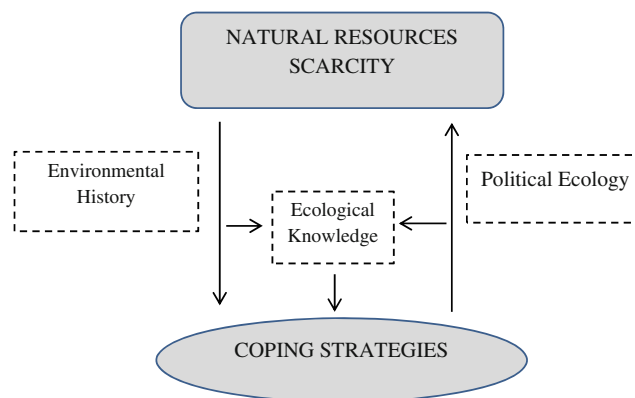 NATURAL RESOURCES
SCARCITY
Environmental
History
Political Ecology
Ecological
Knowledge
COPING STRATEGIES